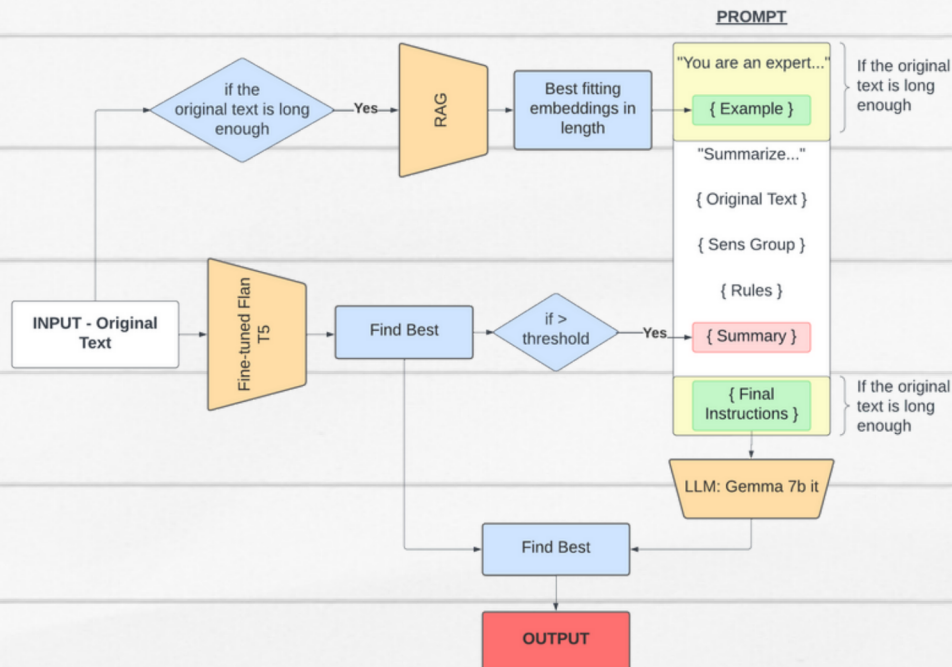 PROMPT
"You are an expert..."
{ Example }
If the original
text is long
enough
if the
original text is long
enough
Yes
RAG
Best fitting
embeddings in
length
"Summarize..."
{ Original Text }
{ Sens Group }
{ Rules }
{ Summary }
INPUT - Original
Text
Fine-tuned Flan
T5
Find Best
if >
threshold
Yes
{ Final
Instructions }
If the original
text is long
enough
LLM: Gemma 7b it
Find Best
OUTPUT